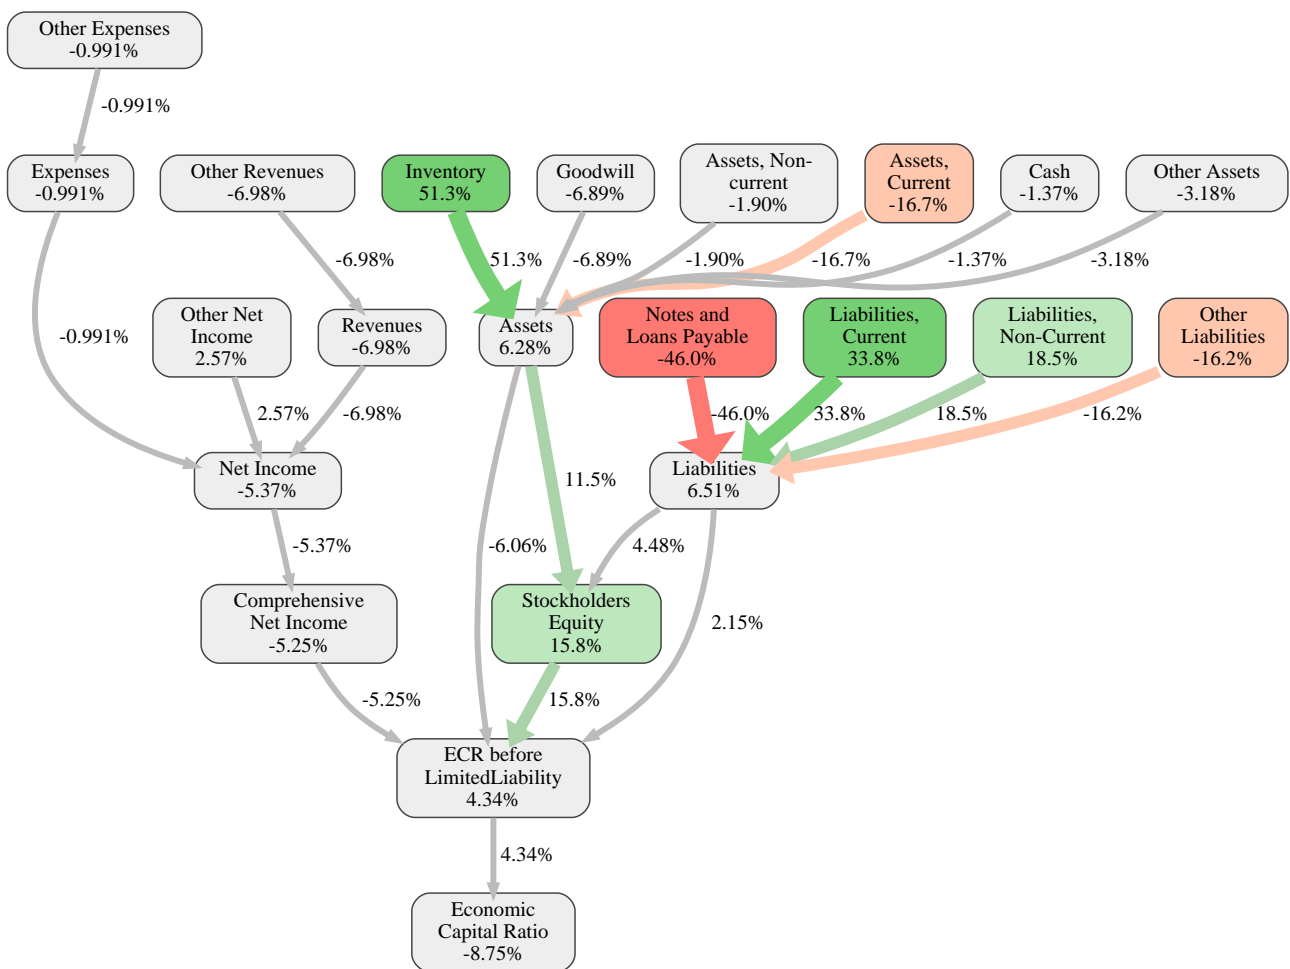 Other Expenses
-0.991%
-0.991%
Expenses
-0.991%
Other Revenues
-6.98%
Inventory
51.3%
Goodwill
-6.89%
Assets, Non-
current
-1.90%
Assets,
Current
-16.7%
Cash
-1.37%
Other Assets
-3.18%
-6.98%
51.3%
-6.89%
-1.90%
-16.7%
-1.37%
-3.18%
-0.991%
Other Net
Income
2.57%
Revenues
-6.98%
Assets
6.28%
Notes and
Loans Payable
-46.0%
Liabilities,
Current
33.8%
Liabilities,
Non-Current
18.5%
Other
Liabilities
-16.2%
2.57%
-6.98%
-46.0%
33.8%
18.5%
-16.2%
Net Income
-5.37%
11.5%
Liabilities
6.51%
-5.37%
-6.06%
4.48%
Comprehensive
Net Income
-5.25%
Stockholders
Equity
15.8%
2.15%
-5.25%
15.8%
ECR before
LimitedLiability
4.34%
4.34%
Economic
Capital Ratio
-8.75%